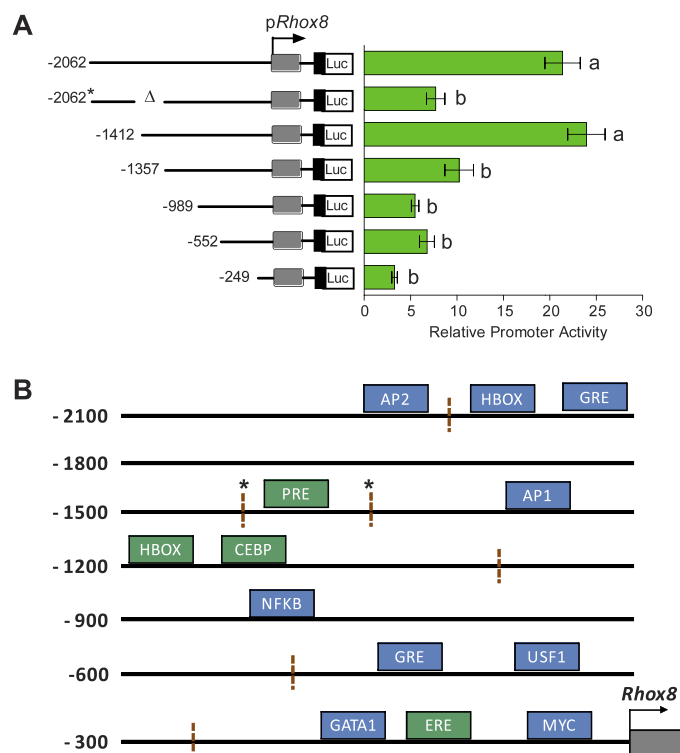 A
pRhox8
-2062 Luc a
-2062* Δ Luc b
-1412 Luc a
-1357 Luc b
-989 Luc b
-552 Luc b
-249 Luc b
0 5 10 15 20 25 30
Relative Promoter Activity
B
AP2 HBOX GRE
- 2100
- 1800
* PRE * AP1
- 1500
HBOX CEBP
- 1200
NFKB
- 900
GRE USF1
- 600
Rhox8
GATA1 ERE MYC
- 300